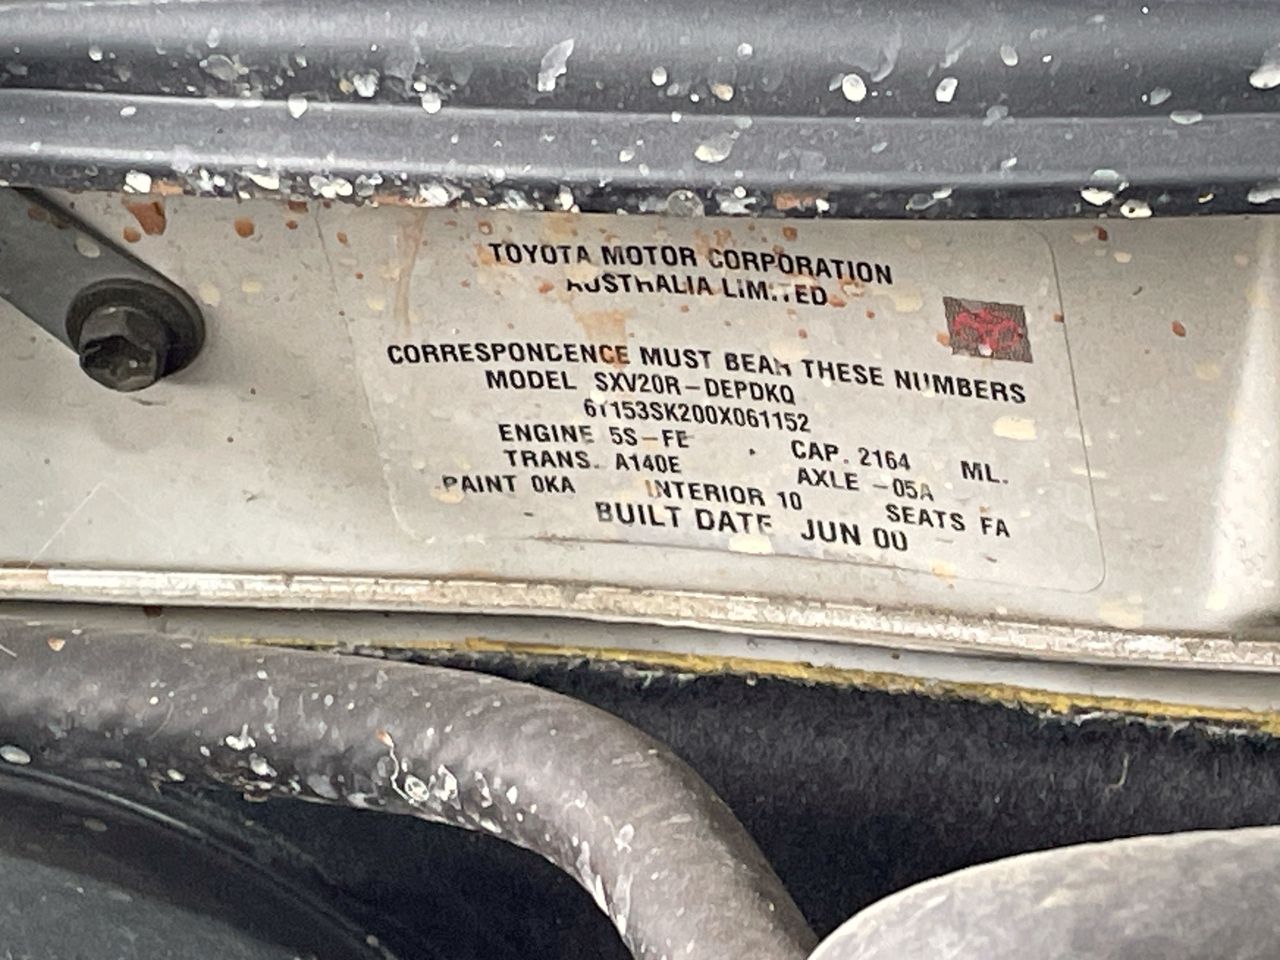 TOYOTA MOTOR CORPORATION
AUSTRALIA LIMITED
CORRESPONDENCE MUST BEAR THESE NUMBERS
MODEL SXV20R-DEPDKQ
6T153SK200X061152
ENGINE 5S-FE CAP. 2164 ML.
TRANS. A140E AXLE -05A
PAINT 0KA INTERIOR 10 SEATS FA
BUILT DATE JUN 00